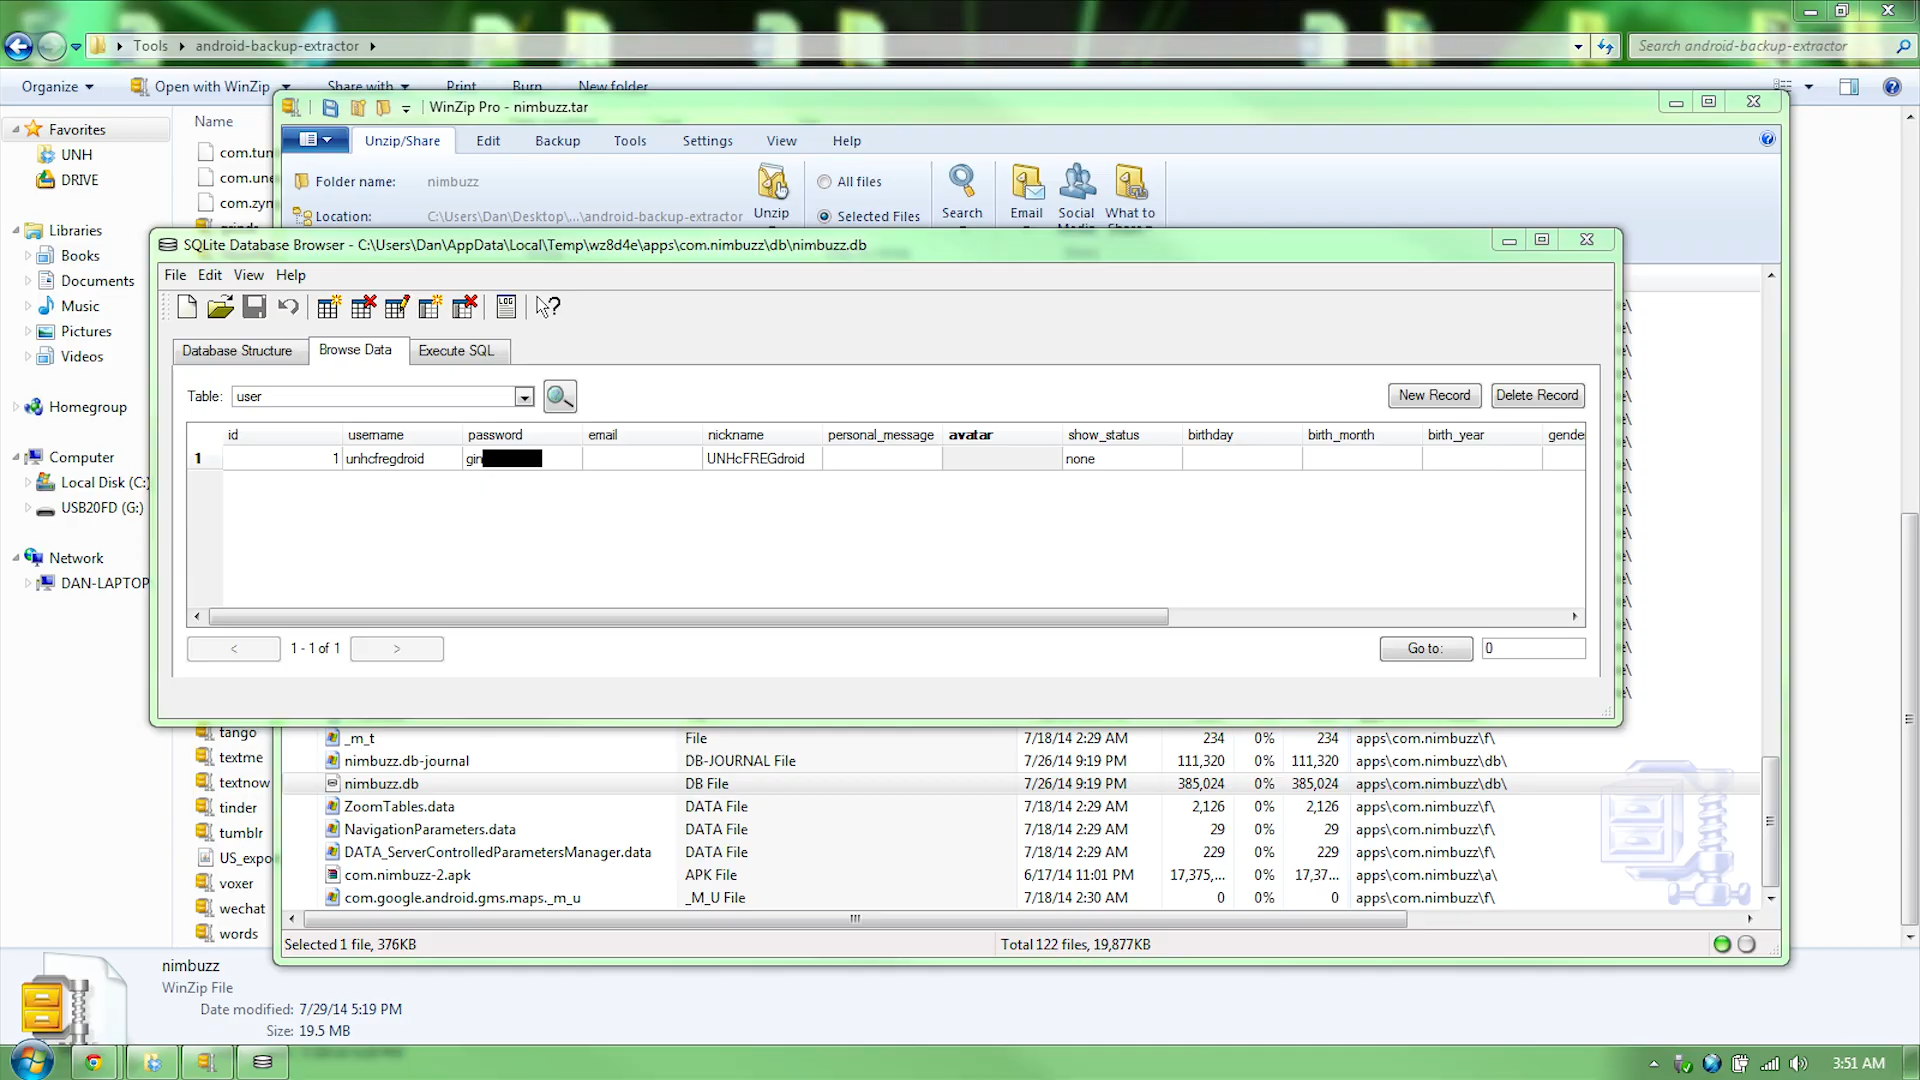 Tools ▸ android-backup-extractor ▸
Search android-backup-extractor
Organize
Open with WinZip
Share with
Print
Burn
New folder
Favorites
UNH
DRIVE
Libraries
Books
Documents
Music
Pictures
Videos
Homegroup
Computer
Local Disk (C:)
USB20FD (G:)
Network
DAN-LAPTOP
Name
com.tun
com.une
com.zyn
WinZip Pro - nimbuzz.tar
Unzip/Share
Edit
Backup
Tools
Settings
View
Help
Folder name: nimbuzz
Location: C:\Users\Dan\Desktop\...\android-backup-extractor
Unzip
All files
Selected Files
Search
Email
Social
Media
What to
SQLite Database Browser - C:\Users\Dan\AppData\Local\Temp\wz8d4e\apps\com.nimbuzz\db\nimbuzz.db
File Edit View Help
LOG
Database Structure
Browse Data
Execute SQL
Table: user
New Record
Delete Record
id username password email nickname personal_message avatar show_status birthday birth_month birth_year gende
1 1 unhcfregdroid gin UNHcFREGdroid none
< 1 - 1 of 1 >
Go to: 0
tango
textme
textnow
tinder
tumblr
US_expo
voxer
wechat
words
_m_t File 7/18/14 2:29 AM 234 0% 234 apps\com.nimbuzz\f\
nimbuzz.db-journal DB-JOURNAL File 7/26/14 9:19 PM 111,320 0% 111,320 apps\com.nimbuzz\db\
nimbuzz.db DB File 7/26/14 9:19 PM 385,024 0% 385,024 apps\com.nimbuzz\db\
ZoomTables.data DATA File 7/18/14 2:29 AM 2,126 0% 2,126 apps\com.nimbuzz\f\
NavigationParameters.data DATA File 7/18/14 2:29 AM 29 0% 29 apps\com.nimbuzz\f\
DATA_ServerControlledParametersManager.data DATA File 7/18/14 2:29 AM 229 0% 229 apps\com.nimbuzz\f\
com.nimbuzz-2.apk APK File 6/17/14 11:01 PM 17,375,... 0% 17,37... apps\com.nimbuzz\a\
com.google.android.gms.maps._m_u _M_U File 7/18/14 2:30 AM 0 0% 0 apps\com.nimbuzz\f\
Selected 1 file, 376KB
Total 122 files, 19,877KB
nimbuzz
WinZip File
Date modified: 7/29/14 5:19 PM
Size: 19.5 MB
3:51 AM